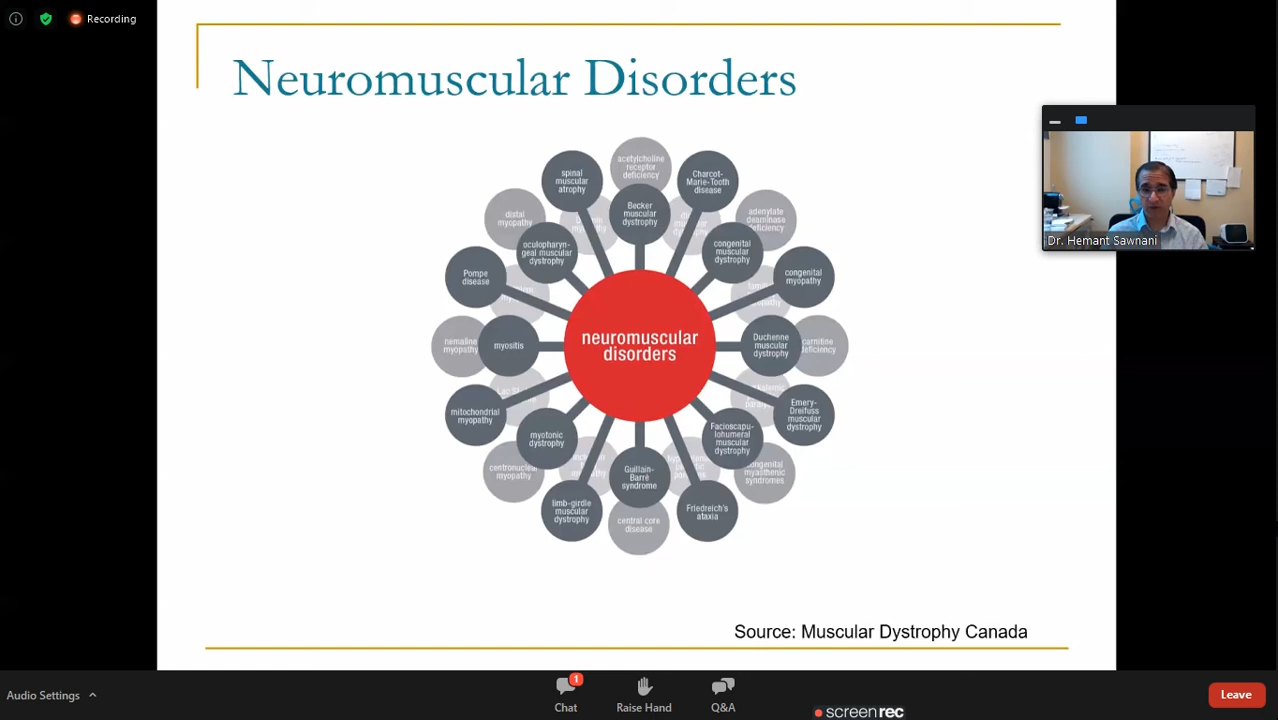 Recording
Neuromuscular Disorders
Dr. Hemant Sawnani
acetylcholine
receptor
deficiency
spinal
muscular
atrophy
Charcot-
Marie-Tooth
disease
Becker
muscular
dystrophy
distal
myopathy
adenylate
deaminase
deficiency
oculopharyn-
geal muscular
dystrophy
congenital
muscular
dystrophy
Pompe
disease
congenital
myopathy
neuromuscular
disorders
nemaline
myopathy
myositis
Duchenne
muscular
dystrophy
carnitine
deficiency
mitochondrial
myopathy
Emery-
Dreifuss
muscular
dystrophy
myotonic
dystrophy
Facioscapu-
lohumeral
muscular
dystrophy
centronuclear
myopathy
Guillain-
Barré
syndrome
congenital
myasthenic
syndromes
limb-girdle
muscular
dystrophy
central core
disease
Friedreich's
ataxia
Source: Muscular Dystrophy Canada
Audio Settings
1
Chat
Raise Hand
Q&A
Leave
screenrec